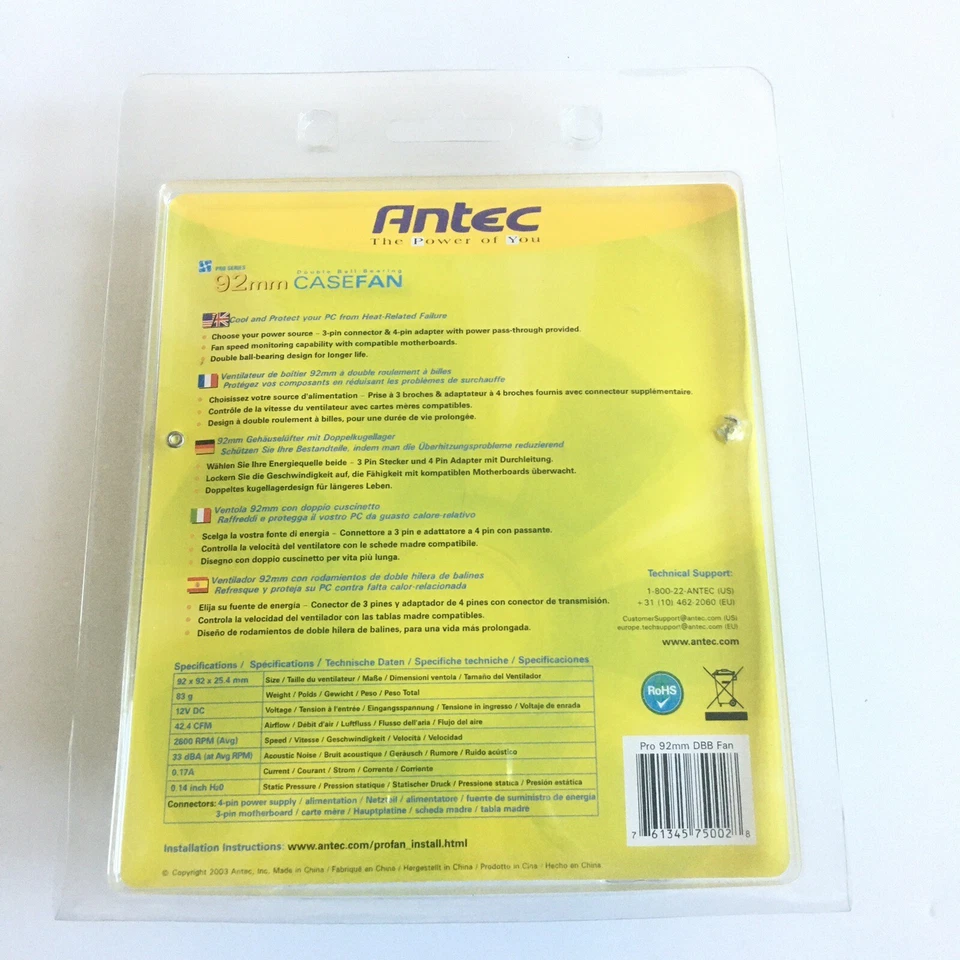 Antec
The Power of You
PRO SERIES
Double Ball Bearing
92mm CASEFAN
Cool and Protect your PC from Heat-Related Failure
Choose your power source – 3-pin connector & 4-pin adapter with power pass-through provided.
Fan speed monitoring capability with compatible motherboards.
Double ball-bearing design for longer life.
Ventilateur de boîtier 92mm à double roulement à billes
Protégez vos composants en réduisant les problèmes de surchauffe
Choisissez votre source d'alimentation – Prise à 3 broches & adaptateur à 4 broches fournis avec connecteur supplémentaire.
Contrôle de la vitesse du ventilateur avec cartes mères compatibles.
Design à double roulement à billes, pour une durée de vie prolongée.
92mm Gehäuselüfter mit Doppelkugellager
Schützen Sie Ihre Bestandteile, indem man die Überhitzungsprobleme reduzierend.
Wählen Sie Ihre Energiequelle beide – 3 Pin Stecker und 4 Pin Adapter mit Durchleitung.
Lockern Sie die Geschwindigkeit auf, die Fähigkeit mit kompatiblen Motherboards überwacht.
Doppeltes kugellagerdesign für längeres Leben.
Ventola 92mm con doppio cuscinetto
Raffreddi e protegga il vostro PC da guasto calore-relativo
Scelga la vostra fonte di energia – Connettore a 3 pin e adattatore a 4 pin con passante.
Controlla la velocità del ventilatore con le schede madre compatibile.
Disegno con doppio cuscinetto per vita più lunga.
Ventilador 92mm con rodamientos de doble hilera de balines
Refresque y proteja su PC contra falta calor-relacionada
Elija su fuente de energía – Conector de 3 pines y adaptador de 4 pines con conector de transmisión.
Controla la velocidad del ventilador con las tablas madre compatibles.
Diseño de rodamientos de doble hilera de balines, para una vida más prolongada.
Technical Support:
1-800-22-ANTEC (US)
+31 (10) 462-2060 (EU)
CustomerSupport@antec.com (US)
europe.techsupport@antec.com (EU)
www.antec.com
Specifications / Spécifications / Technische Daten / Specifiche techniche / Specificaciones
92 x 92 x 25.4 mm Size / Taille du ventilateur / Maße / Dimensioni ventola / Tamaño del Ventilador
83 g Weight / Poids / Gewicht / Peso / Peso Total
12V DC Voltage / Tension à l'entrée / Eingangsspannung / Tensione in ingresso / Voltaje de enrada
42.4 CFM Airflow / Débit d'air / Luftfluss / Flusso dell'aria / Flujo del aire
2600 RPM (Avg) Speed / Vitesse / Geschwindigkeit / Velocità / Velocidad
33 dBA (at Avg RPM) Acoustic Noise / Bruit acoustique / Geräusch / Rumore / Ruido acústico
0.17A Current / Courant / Strom / Corrente / Corriente
0.14 inch H₂0 Static Pressure / Pression statique / Statischer Druck / Pressione statica / Presión estática
Connectors: 4-pin power supply / alimentation / Netzteil / alimentatore / fuente de suministro de energía
3-pin motherboard / carte mère / Hauptplatine / scheda madre / tabla madre
RoHS
Pro 92mm DBB Fan
7 61345 75002 8
Installation Instructions: www.antec.com/profan_install.html
© Copyright 2003 Antec, Inc. Made in China / Fabriqué en China / Hargestellt in China / Prodotto in Cina - Hecho en China